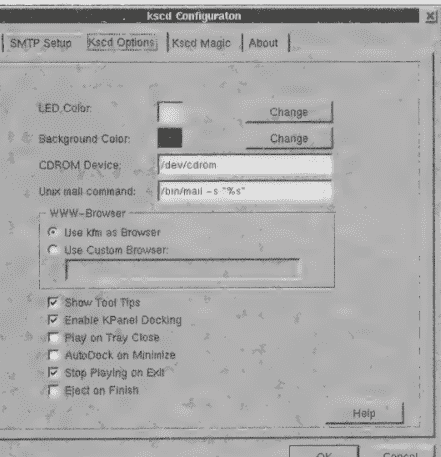 kscd Configuraton
SMTP Setup Kscd Options Kscd Magic About
LED Color: Change
Background Color: Change
CDROM Device: /dev/cdrom
Unix mail command: /bin/mail -s "%s"
WWW-Browser
Use kfm as Browser
Use Custom Browser:
Show Tool Tips
Enable KPanel Docking
Play on Tray Close
AutoDock on Minimize
Stop Playing on Exit
Eject on Finish
Help
OK Cancel